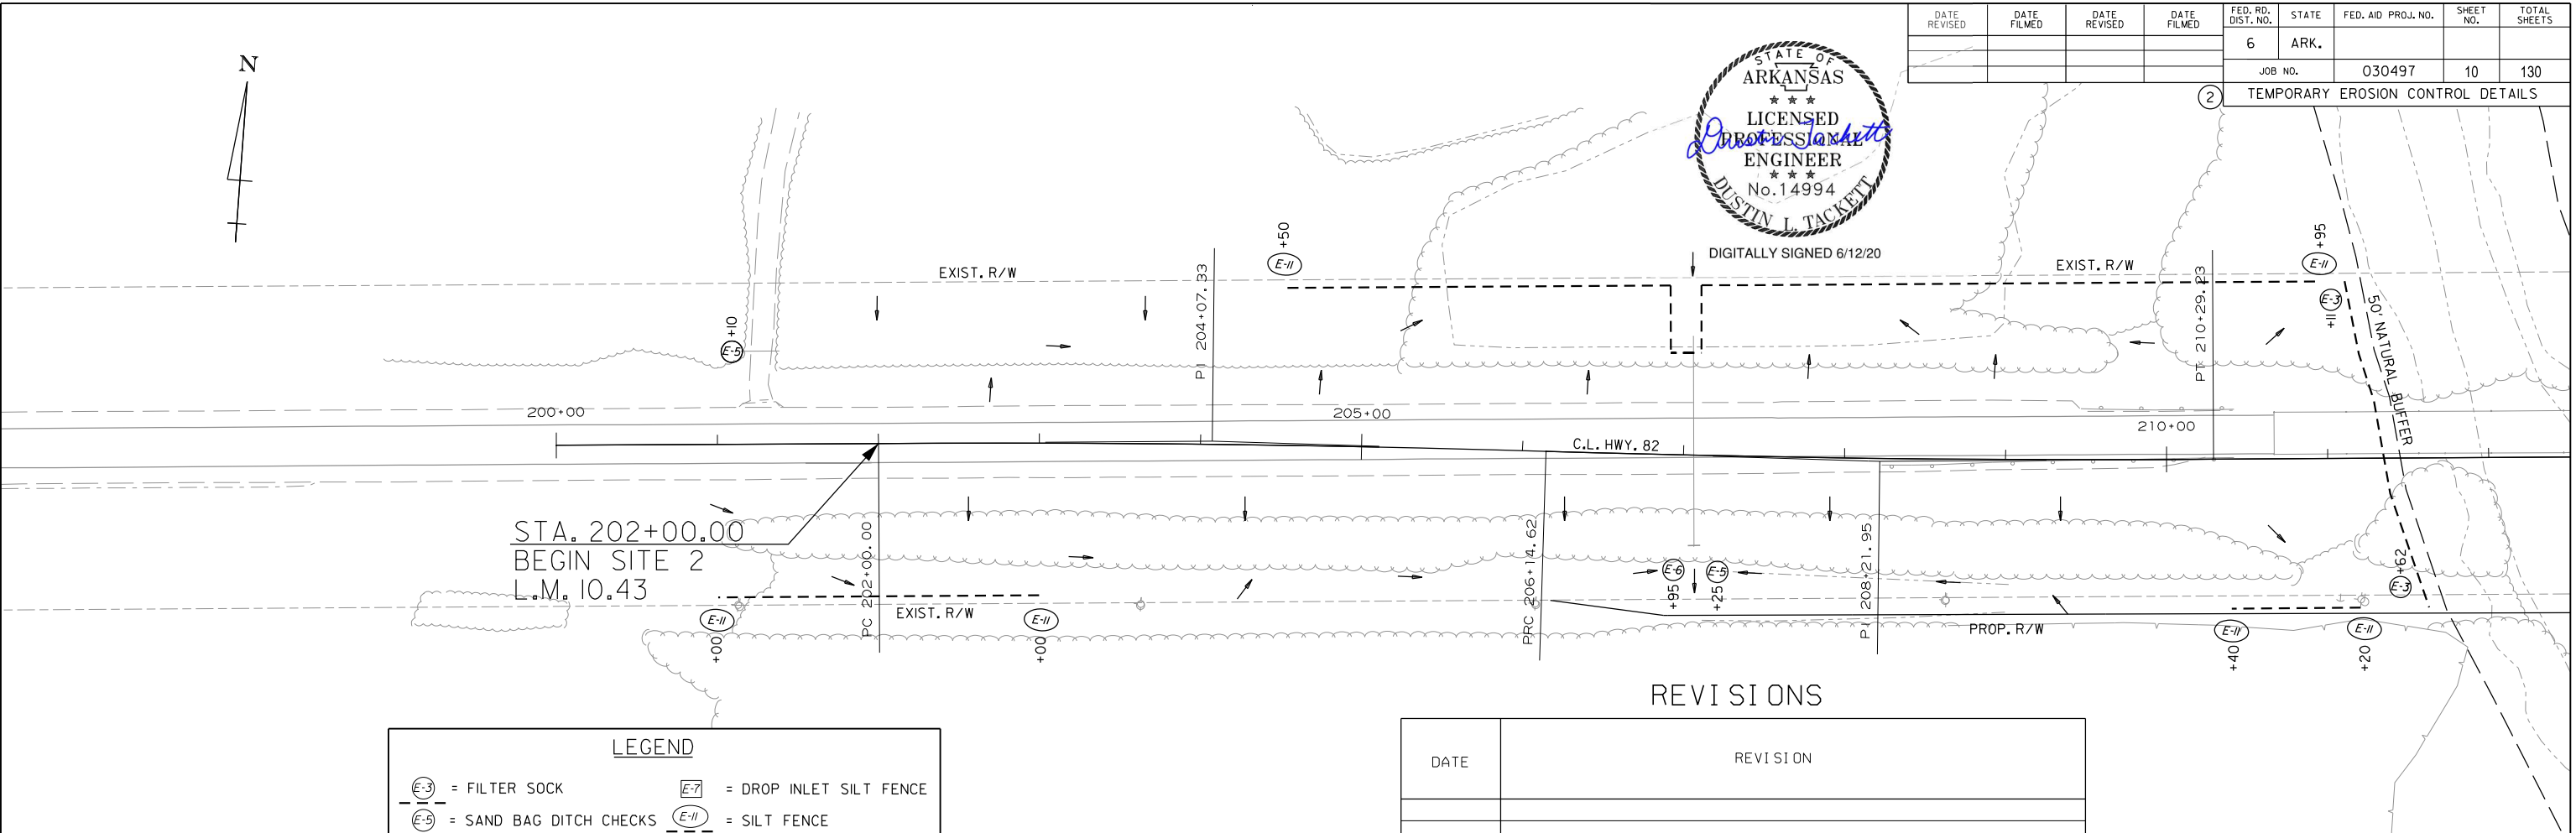 DATE REVISED
DATE FILMED
DATE REVISED
DATE FILMED
FED. RD. DIST. NO.
STATE
FED. AID PROJ. NO.
SHEET NO.
TOTAL SHEETS
6
ARK.
JOB NO.
030497
10
130
2
TEMPORARY EROSION CONTROL DETAILS
N
STATE OF
ARKANSAS
★ ★ ★
LICENSED
PROFESSIONAL
ENGINEER
★ ★ ★
No.14994
DUSTIN L. TACKETT
Dustin Tackett
DIGITALLY SIGNED 6/12/20
EXIST. R/W
PI 204+07.33
+50
E-11
EXIST. R/W
PT 210+29.23
+95
E-11
E-3
+11
50' NATURAL BUFFER
E-5
+10
200+00
205+00
210+00
C.L. HWY. 82
STA. 202+00.00
BEGIN SITE 2
L.M. 10.43
PC 202+00.00
EXIST. R/W
E-11
+00
E-11
+00
PRC 206+14.62
E-6
+95
E-5
+25
PI 208+21.95
PROP. R/W
E-11
+40
E-11
+20
+62
E-3
REVISIONS
DATE
REVISION
LEGEND
E-3 = FILTER SOCK
E-7 = DROP INLET SILT FENCE
E-5 = SAND BAG DITCH CHECKS
E-11 = SILT FENCE